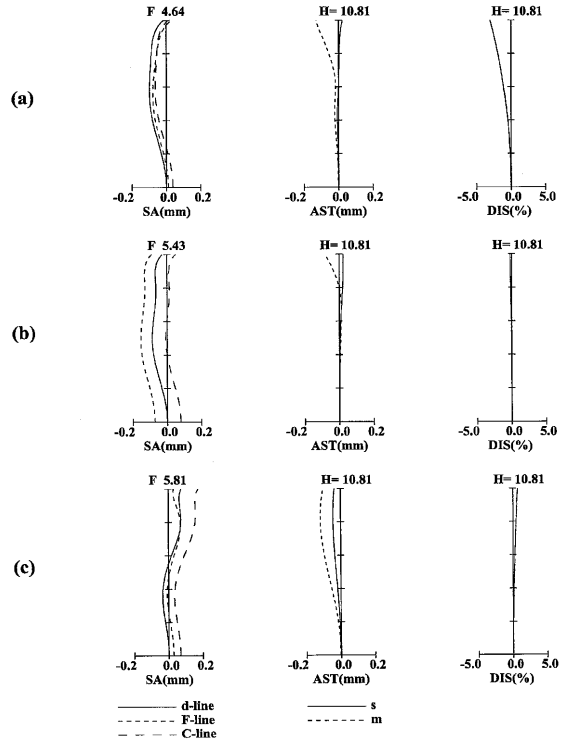 F 4.64 H= 10.81 H= 10.81
(a)
-0.2 0.0 0.2 -0.2 0.0 0.2 -5.0 0.0 5.0
SA(mm) AST(mm) DIS(%)
F 5.43 H= 10.81 H= 10.81
(b)
-0.2 0.0 0.2 -0.2 0.0 0.2 -5.0 0.0 5.0
SA(mm) AST(mm) DIS(%)
F 5.81 H= 10.81 H= 10.81
(c)
-0.2 0.0 0.2 -0.2 0.0 0.2 -5.0 0.0 5.0
SA(mm) AST(mm) DIS(%)
d-line s
F-line m
C-line